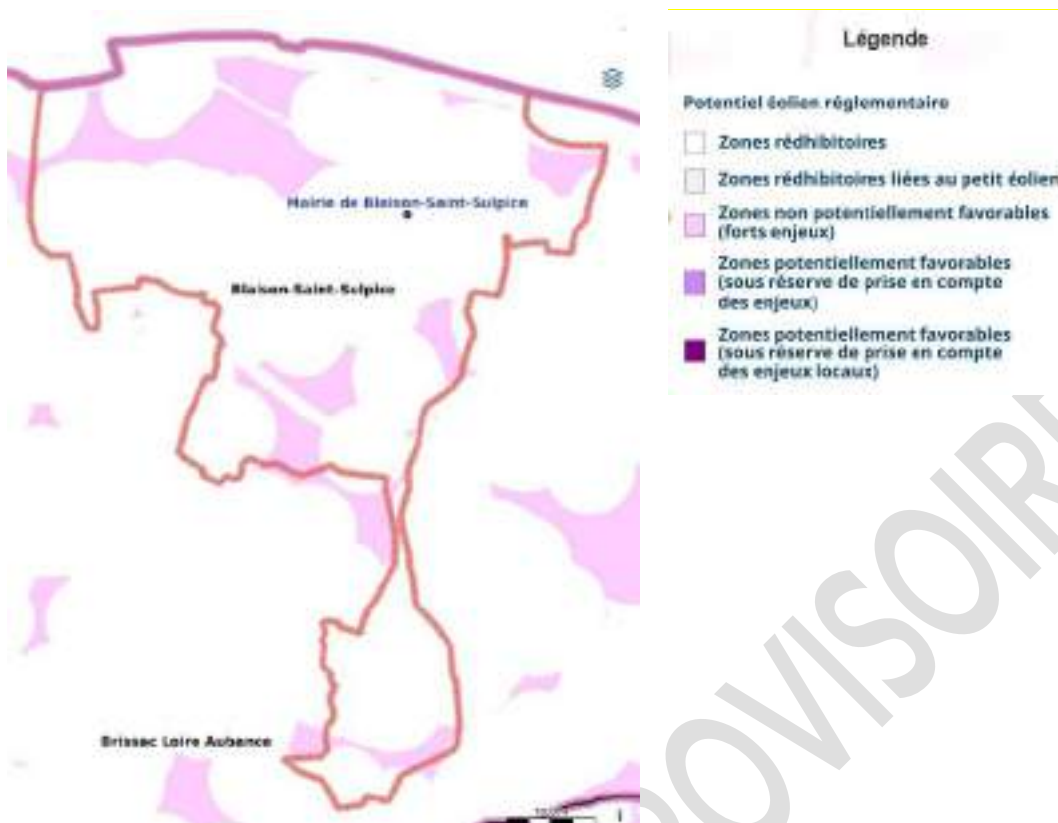 Légende
Potentiel éolien réglementaire
Zones rédhibitoires
Zones rédhibitoires liées au petit éolien
Zones non potentiellement favorables
(forts enjeux)
Zones potentiellement favorables
(sous réserve de prise en compte
des enjeux)
Zones potentiellement favorables
(sous réserve de prise en compte
des enjeux locaux)
Mairie de Blaison-Saint-Sulpice
Blaison-Saint-Sulpice
Brissac Loire Aubance
OVISOIR